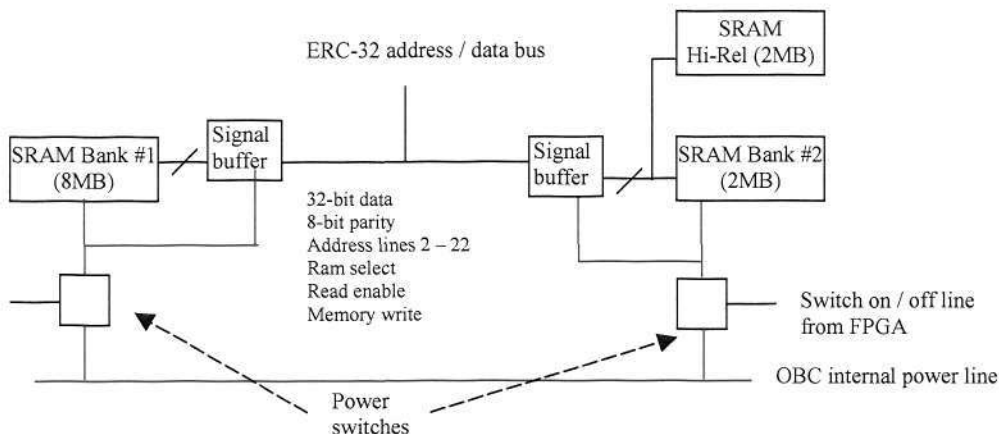 SRAM
Hi-Rel (2MB)
ERC-32 address / data bus
Signal
buffer
SRAM Bank #1
(8MB)
Signal
buffer
SRAM Bank #2
(2MB)
32-bit data
8-bit parity
Address lines 2 – 22
Ram select
Read enable
Memory write
Switch on / off line
from FPGA
OBC internal power line
Power
switches